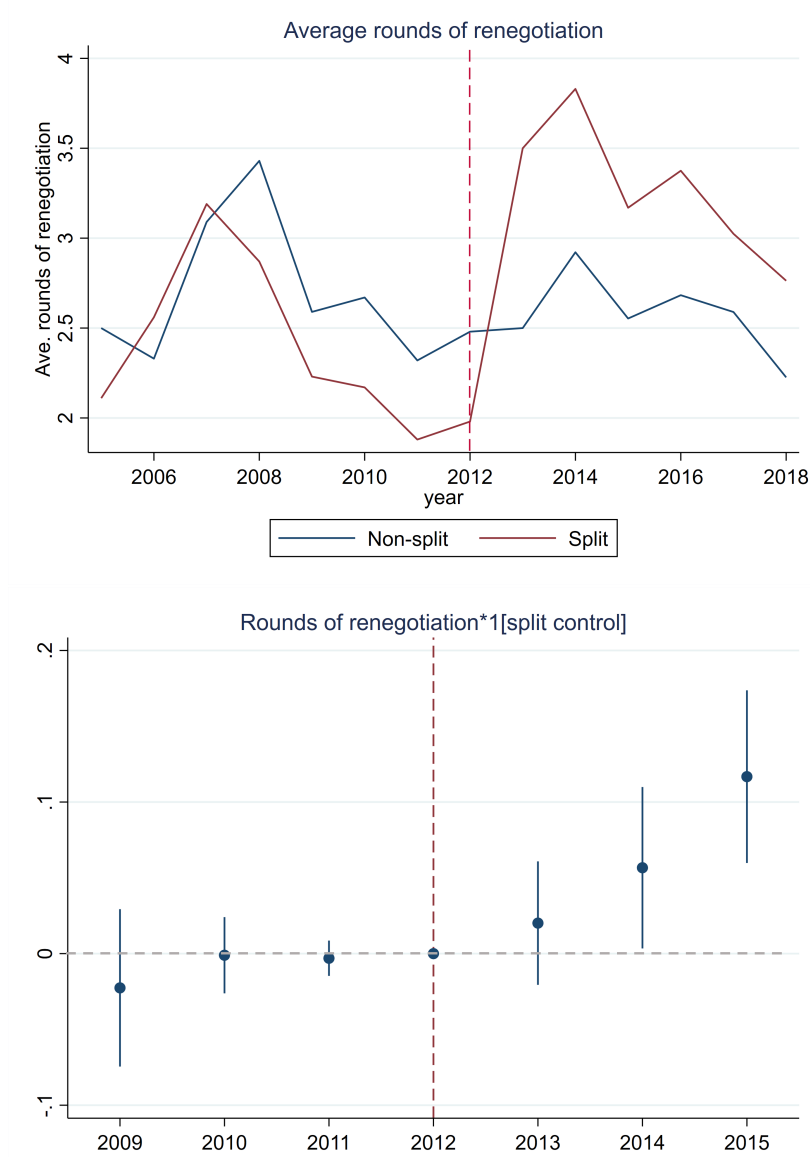 Average rounds of renegotiation
Ave. rounds of renegotiation
4
3.5
3
2.5
2
2006 2008 2010 2012 2014 2016 2018
year
Non-split Split
Rounds of renegotiation*1[split control]
.2
.1
0
-.1
2009 2010 2011 2012 2013 2014 2015